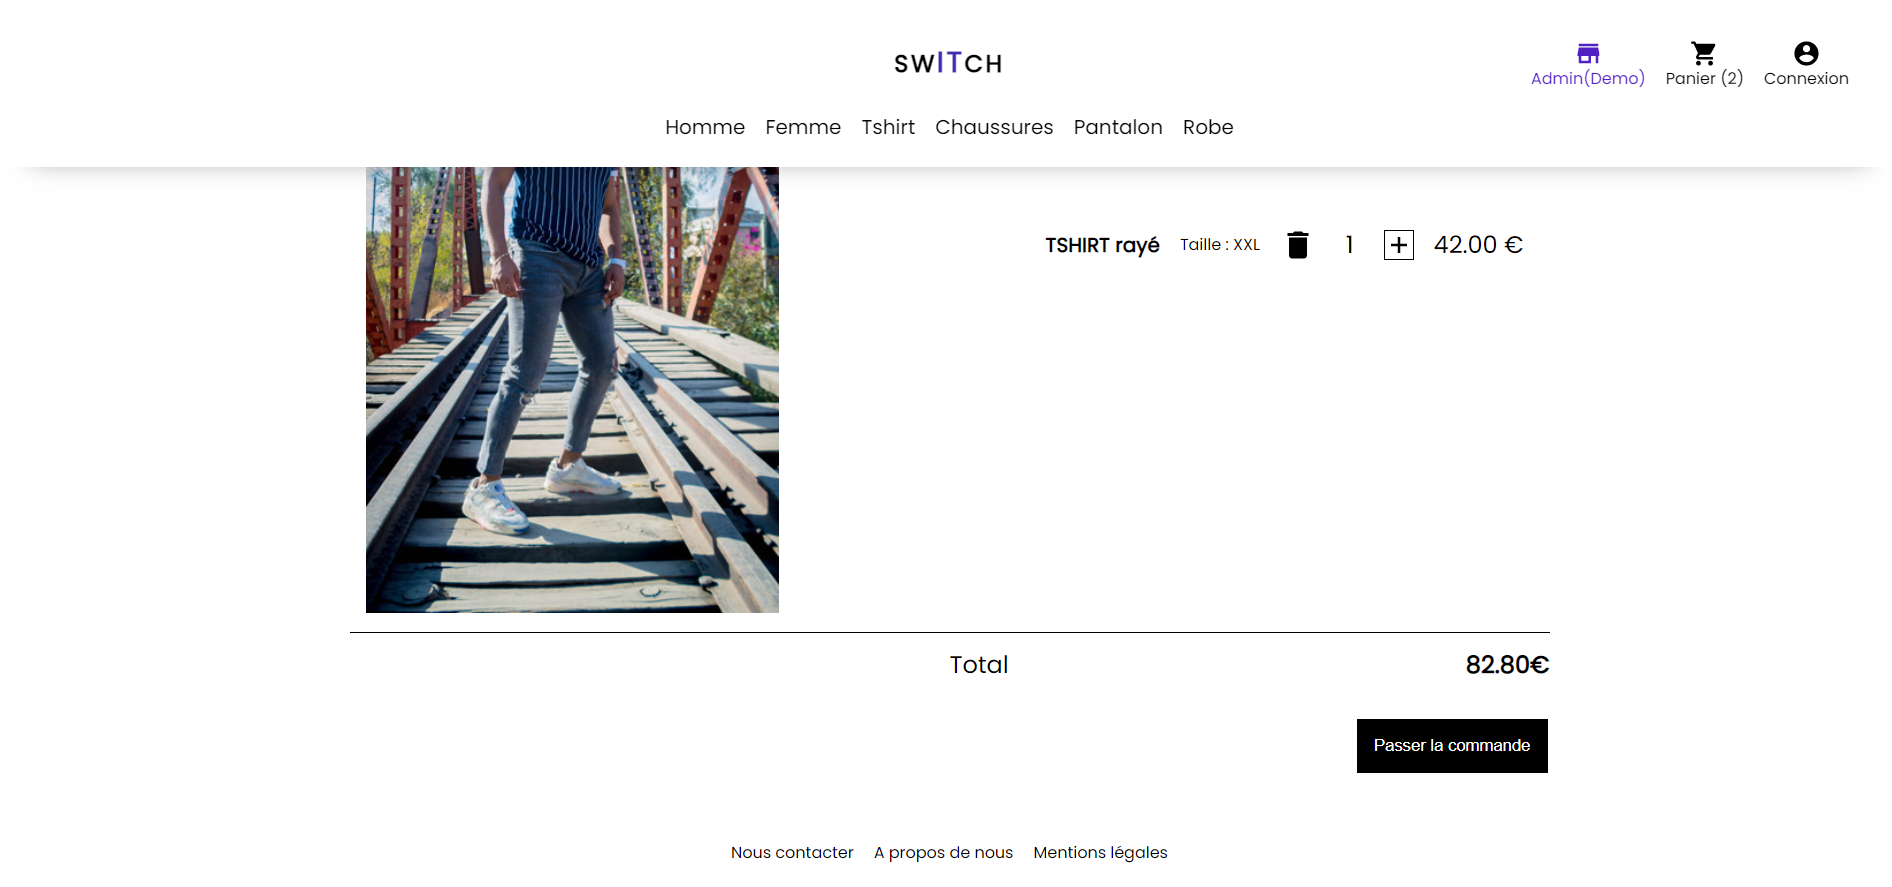 swITCH
Admin(Demo) Panier (2) Connexion
Homme Femme Tshirt Chaussures Pantalon Robe
TSHIRT rayé Taille : XXL 1 + 42.00 €
Total 82.80€
Passer la commande
Nous contacter A propos de nous Mentions légales